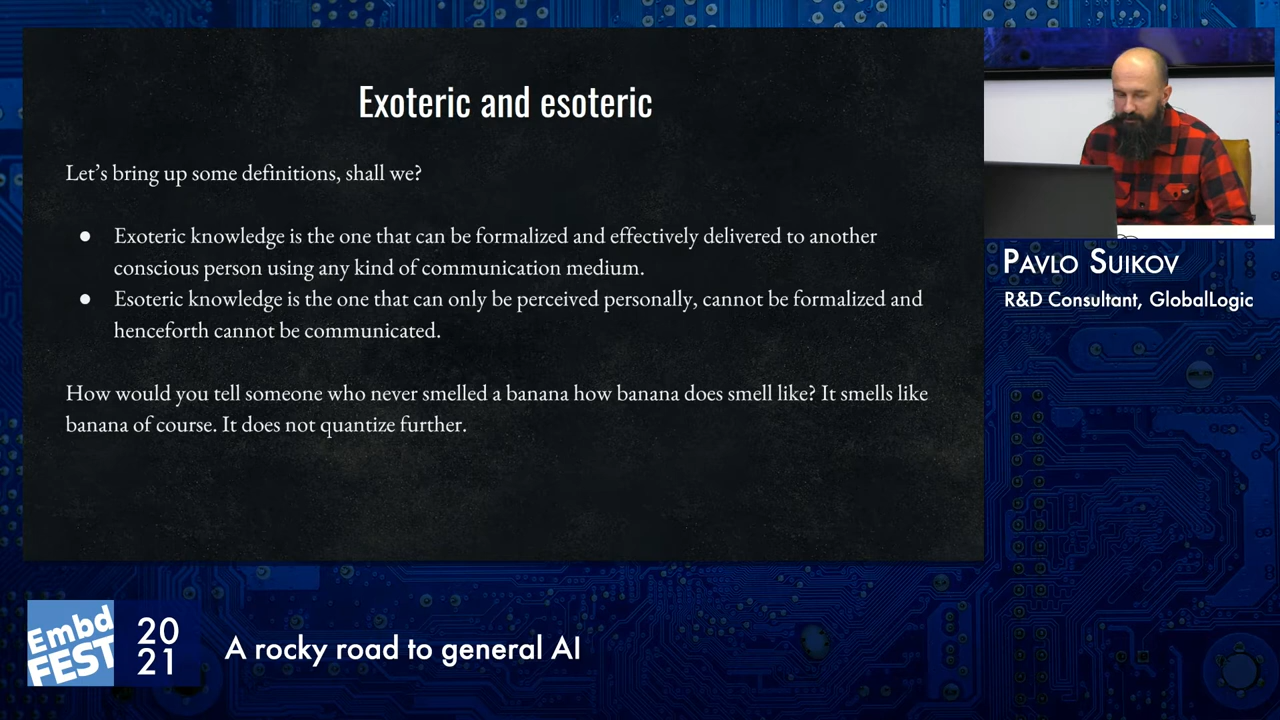 Exoteric and esoteric
Let’s bring up some definitions, shall we?
● Exoteric knowledge is the one that can be formalized and effectively delivered to another
conscious person using any kind of communication medium.
● Esoteric knowledge is the one that can only be perceived personally, cannot be formalized and
henceforth cannot be communicated.
How would you tell someone who never smelled a banana how banana does smell like? It smells like
banana of course. It does not quantize further.
PAVLO SUIKOV
R&D Consultant, GlobalLogic
Embd
FEST
20
21
A rocky road to general AI